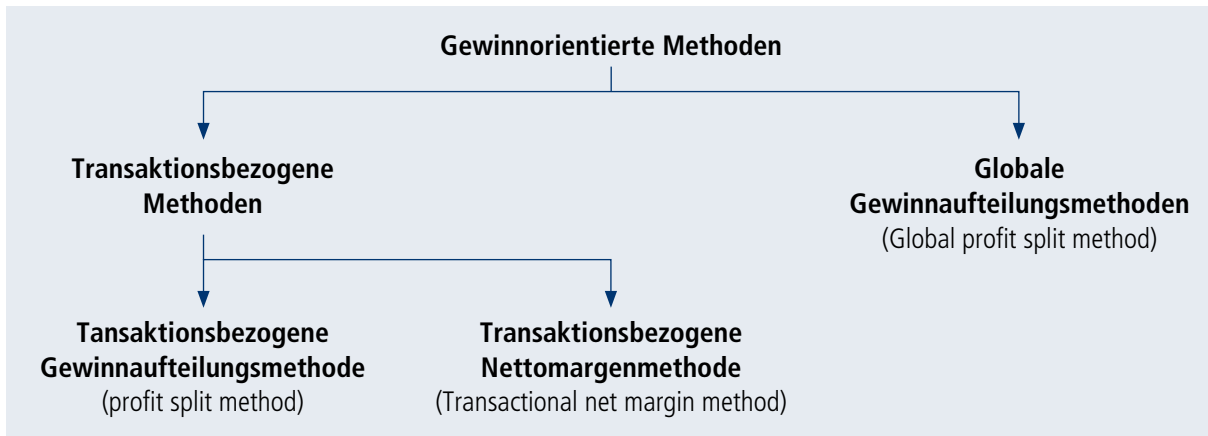 Gewinnorientierte Methoden
Transaktionsbezogene
Methoden
Globale
Gewinnaufteilungsmethoden
(Global profit split method)
Tansaktionsbezogene
Gewinnaufteilungsmethode
(profit split method)
Transaktionsbezogene
Nettomargenmethode
(Transactional net margin method)